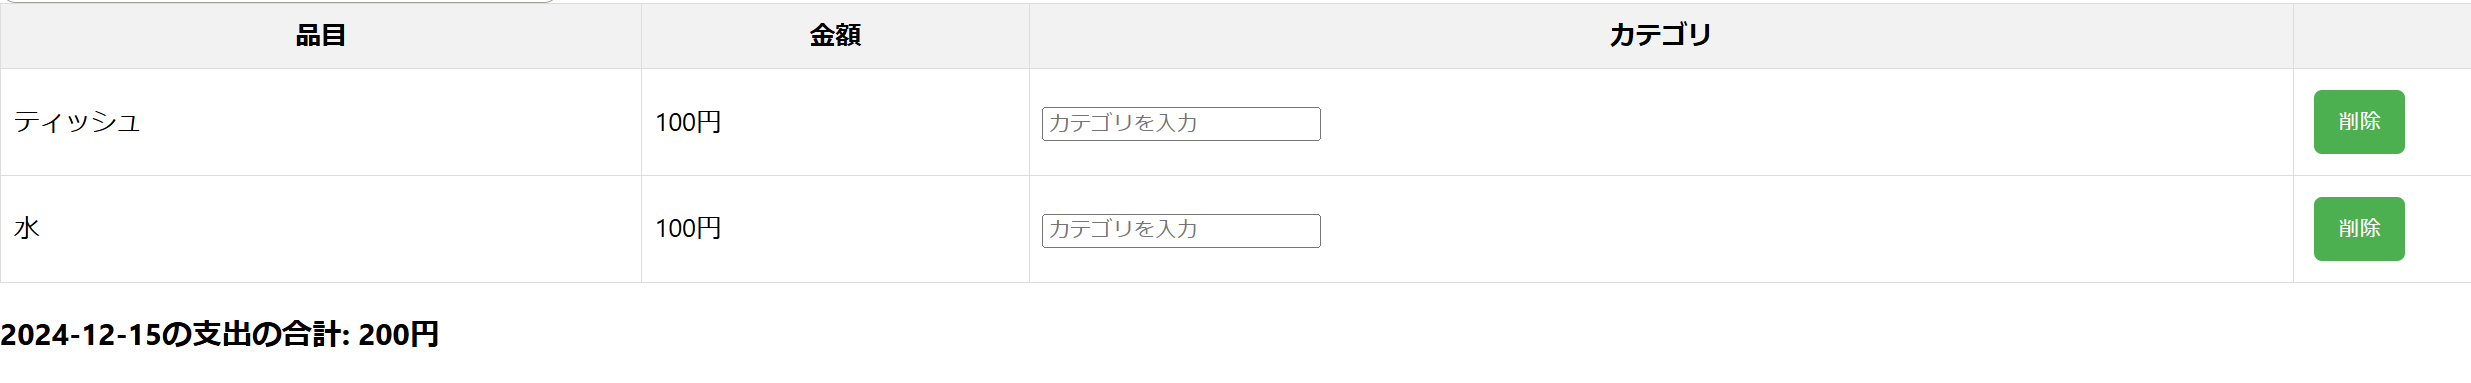 品目 金額 カテゴリ
ティッシュ 100円 カテゴリを入力 削除
水 100円 カテゴリを入力 削除
2024-12-15の支出の合計: 200円